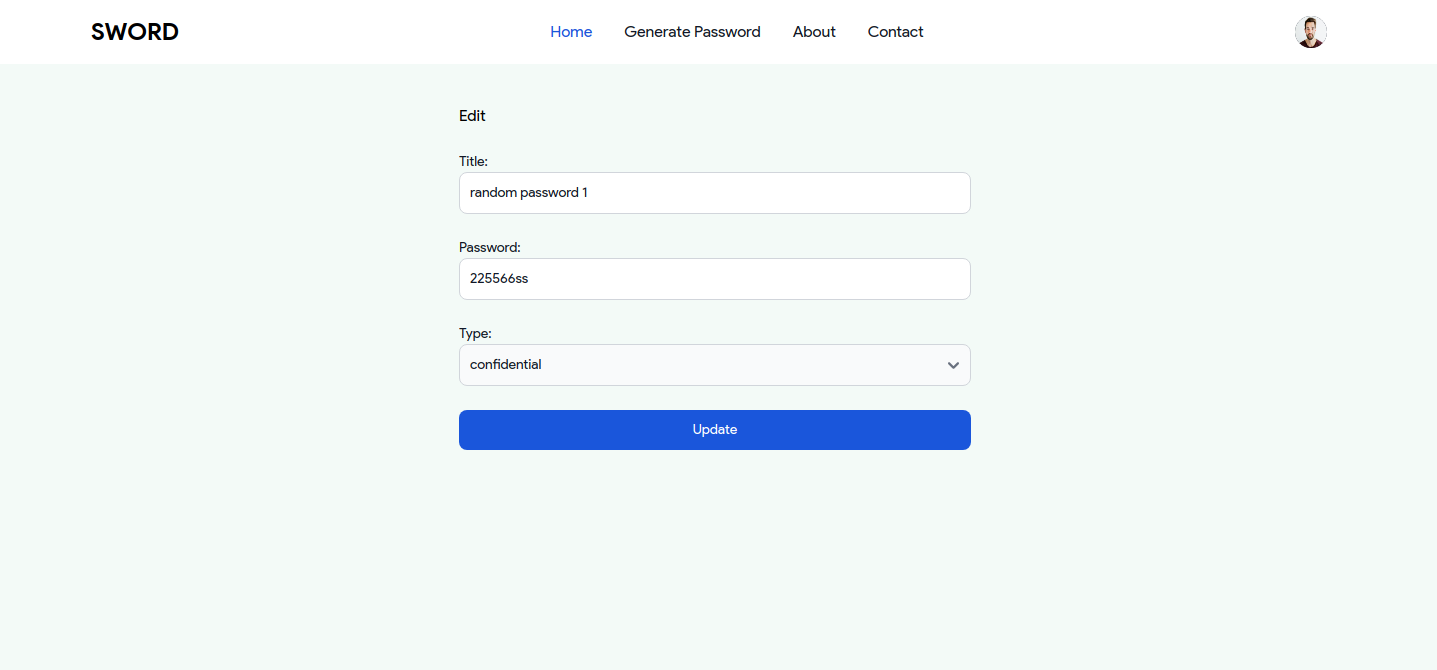 SWORD
Home Generate Password About Contact
Edit
Title:
random password 1
Password:
225566ss
Type:
confidential
Update